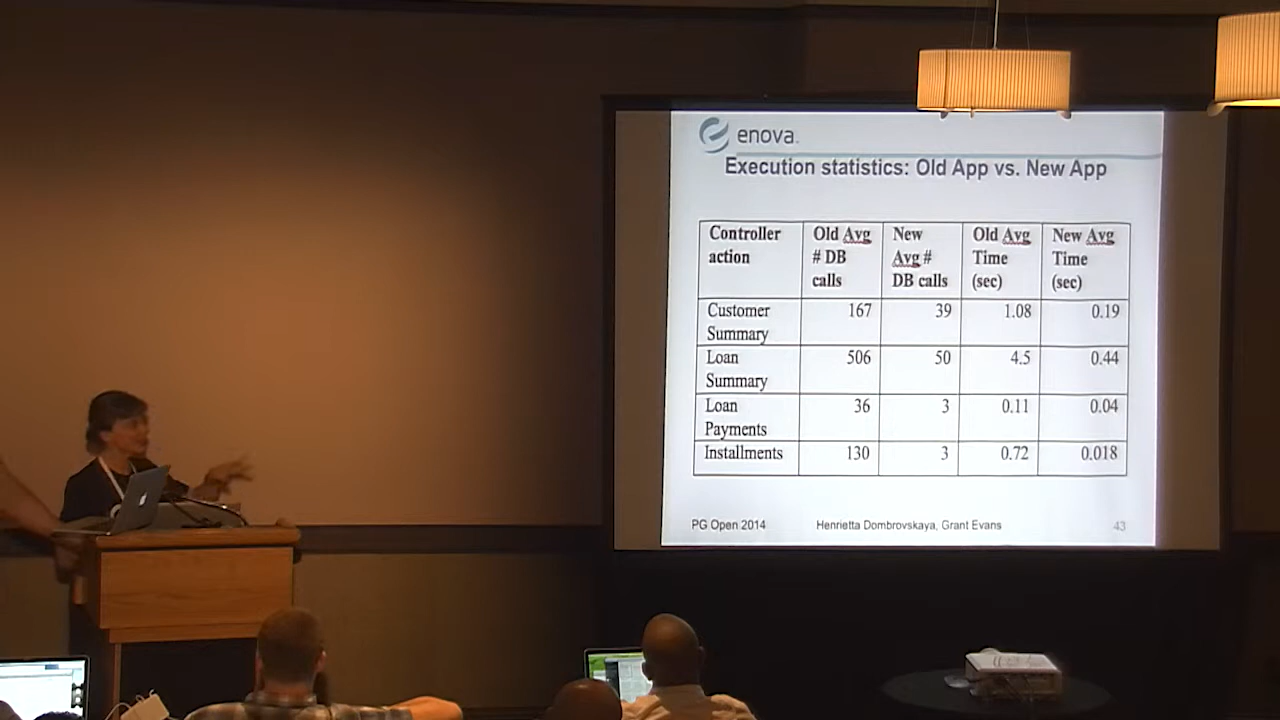 enova.
Execution statistics: Old App vs. New App
Controller action | Old Avg # DB calls | New Avg # DB calls | Old Avg Time (sec) | New Avg Time (sec)
Customer Summary | 167 | 39 | 1.08 | 0.19
Loan Summary | 506 | 50 | 4.5 | 0.44
Loan Payments | 36 | 3 | 0.11 | 0.04
Installments | 130 | 3 | 0.72 | 0.018
PG Open 2014 Henrietta Dombrovskaya, Grant Evans 43